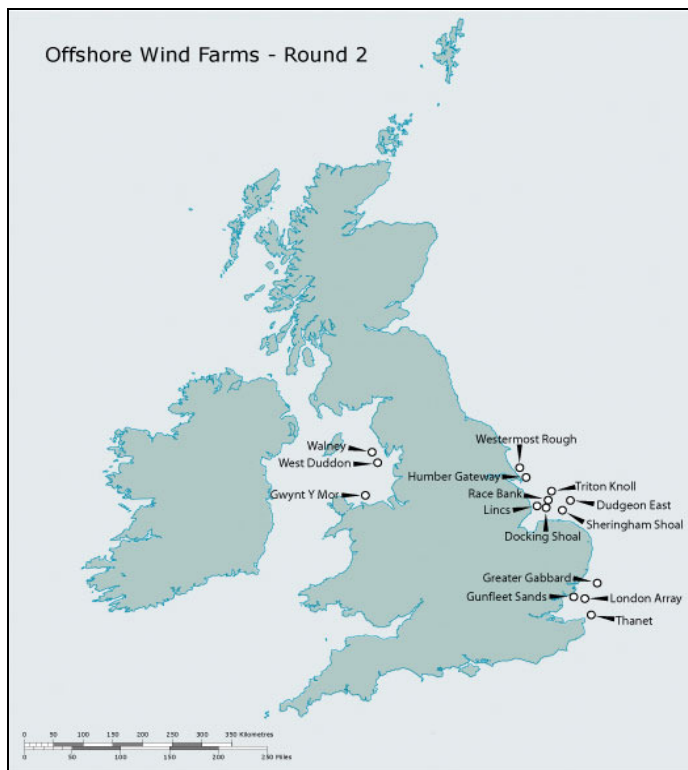 Offshore Wind Farms - Round 2
Walney
West Duddon
Gwynt Y Mor
Westermost Rough
Humber Gateway
Triton Knoll
Race Bank
Dudgeon East
Lincs
Sheringham Shoal
Docking Shoal
Greater Gabbard
Gunfleet Sands
London Array
Thanet
0 50 100 150 200 250 300 350 Kilometres
0 50 100 150 200 250 Miles